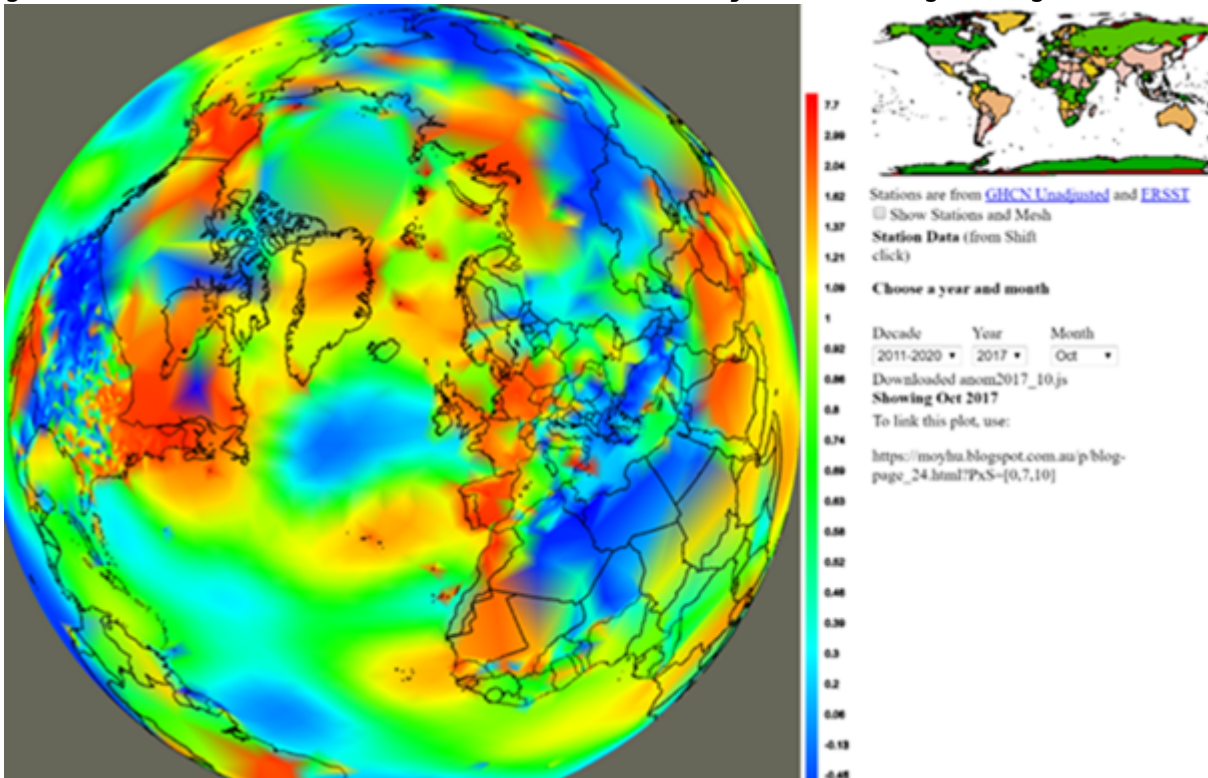 7.7
2.99
2.04
1.62
1.37
1.21
1.09
1
0.92
0.86
0.8
0.74
0.69
0.63
0.58
0.52
0.46
0.39
0.3
0.2
0.06
-0.13
-0.45
Stations are from GHCN Unadjusted and ERSST
Show Stations and Mesh
Station Data (from Shift
click)
Choose a year and month
Decade Year Month
2011-2020 2017 Oct
Downloaded anom2017_10.js
Showing Oct 2017
To link this plot, use:
https://moyhu.blogspot.com.au/p/blog-
page_24.html?PxS=[0,7,10]